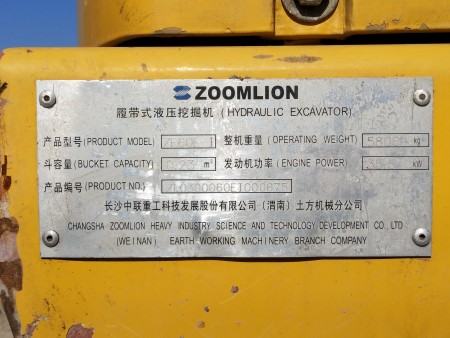 ZOOMLION
履带式液压挖掘机 (HYDRAULIC EXCAVATOR)
产品型号(PRODUCT MODEL) 整机重量 (OPERATING WEIGHT) kg
斗容量(BUCKET CAPACITY) m³ 发动机功率 (ENGINE POWER) kW
产品编号(PRODUCT NO.)
长沙中联重工科技发展股份有限公司（渭南）土方机械分公司
CHANGSHA ZOOMLION HEAVY INDUSTRY SCIENCE AND TECHNOLOGY DEVELOPMENT CO., LTD
(WEINAN) EARTH WORKING MACHINERY BRANCH COMPANY